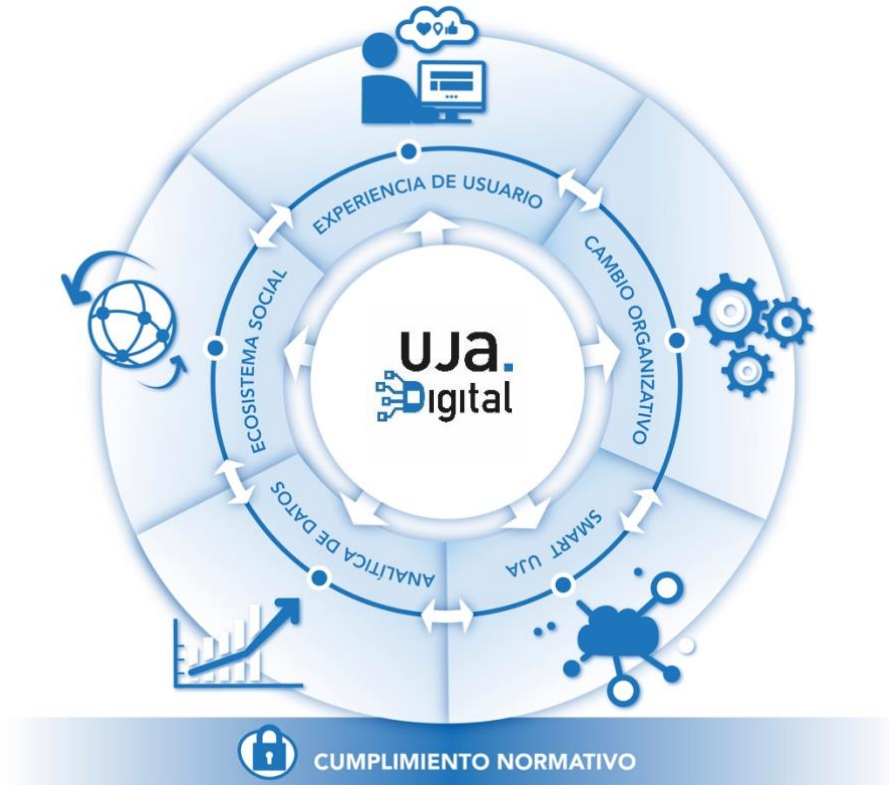 EXPERIENCIA DE USUARIO
CAMBIO ORGANIZATIVO
SMART UJA
ANALÍTICA DE DATOS
ECOSISTEMA SOCIAL
UJa.
Digital
CUMPLIMIENTO NORMATIVO